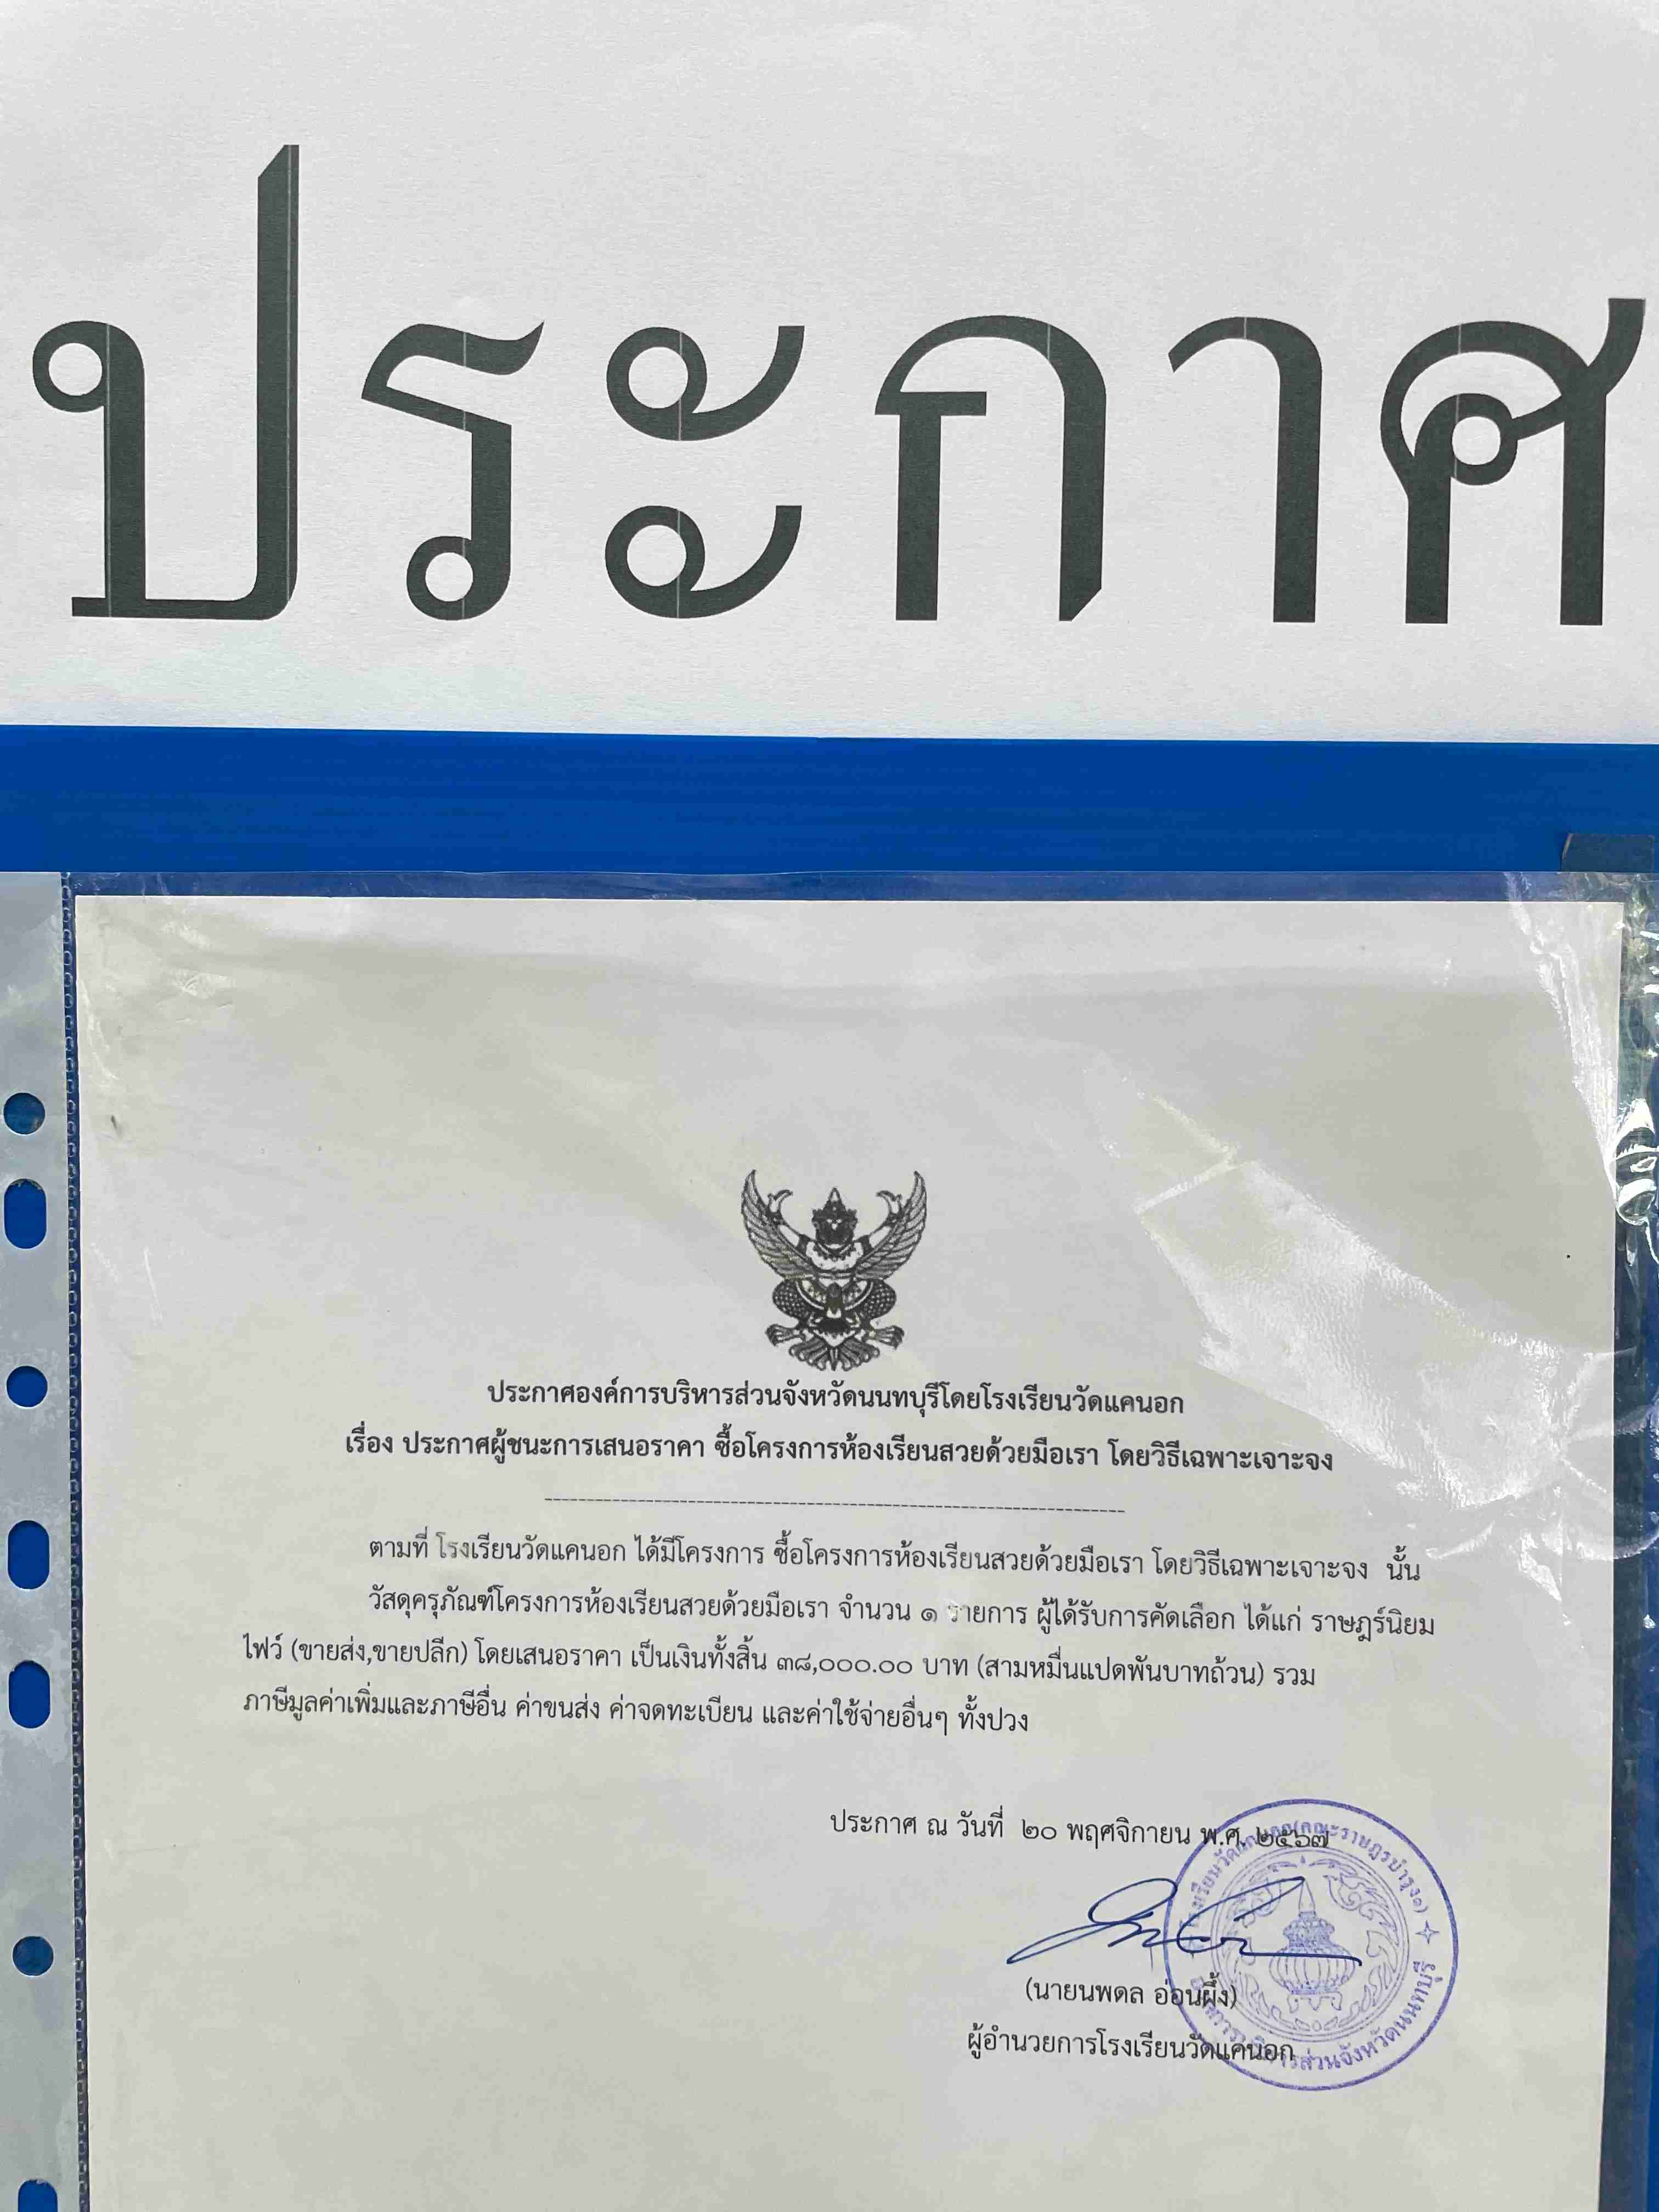 ประกาศ
ประกาศองค์การบริหารส่วนจังหวัดนนทบุรีโดยโรงเรียนวัดแคนอก
เรื่อง ประกาศผู้ชนะการเสนอราคา ซื้อโครงการห้องเรียนสวยด้วยมือเรา โดยวิธีเฉพาะเจาะจง
ตามที่ โรงเรียนวัดแคนอก ได้มีโครงการ ซื้อโครงการห้องเรียนสวยด้วยมือเรา โดยวิธีเฉพาะเจาะจง นั้น
วัสดุครุภัณฑ์โครงการห้องเรียนสวยด้วยมือเรา จำนวน ๑ รายการ ผู้ได้รับการคัดเลือก ได้แก่ ราษฎร์นิยม
ไฟว์ (ขายส่ง,ขายปลีก) โดยเสนอราคา เป็นเงินทั้งสิ้น ๓๘,๐๐๐.๐๐ บาท (สามหมื่นแปดพันบาทถ้วน) รวม
ภาษีมูลค่าเพิ่มและภาษีอื่น ค่าขนส่ง ค่าจดทะเบียน และค่าใช้จ่ายอื่นๆ ทั้งปวง
ประกาศ ณ วันที่ ๒๐ พฤศจิกายน พ.ศ. ๒๕๖๗
(นายนพดล อ่อนผึ้ง)
ผู้อำนวยการโรงเรียนวัดแคนอก